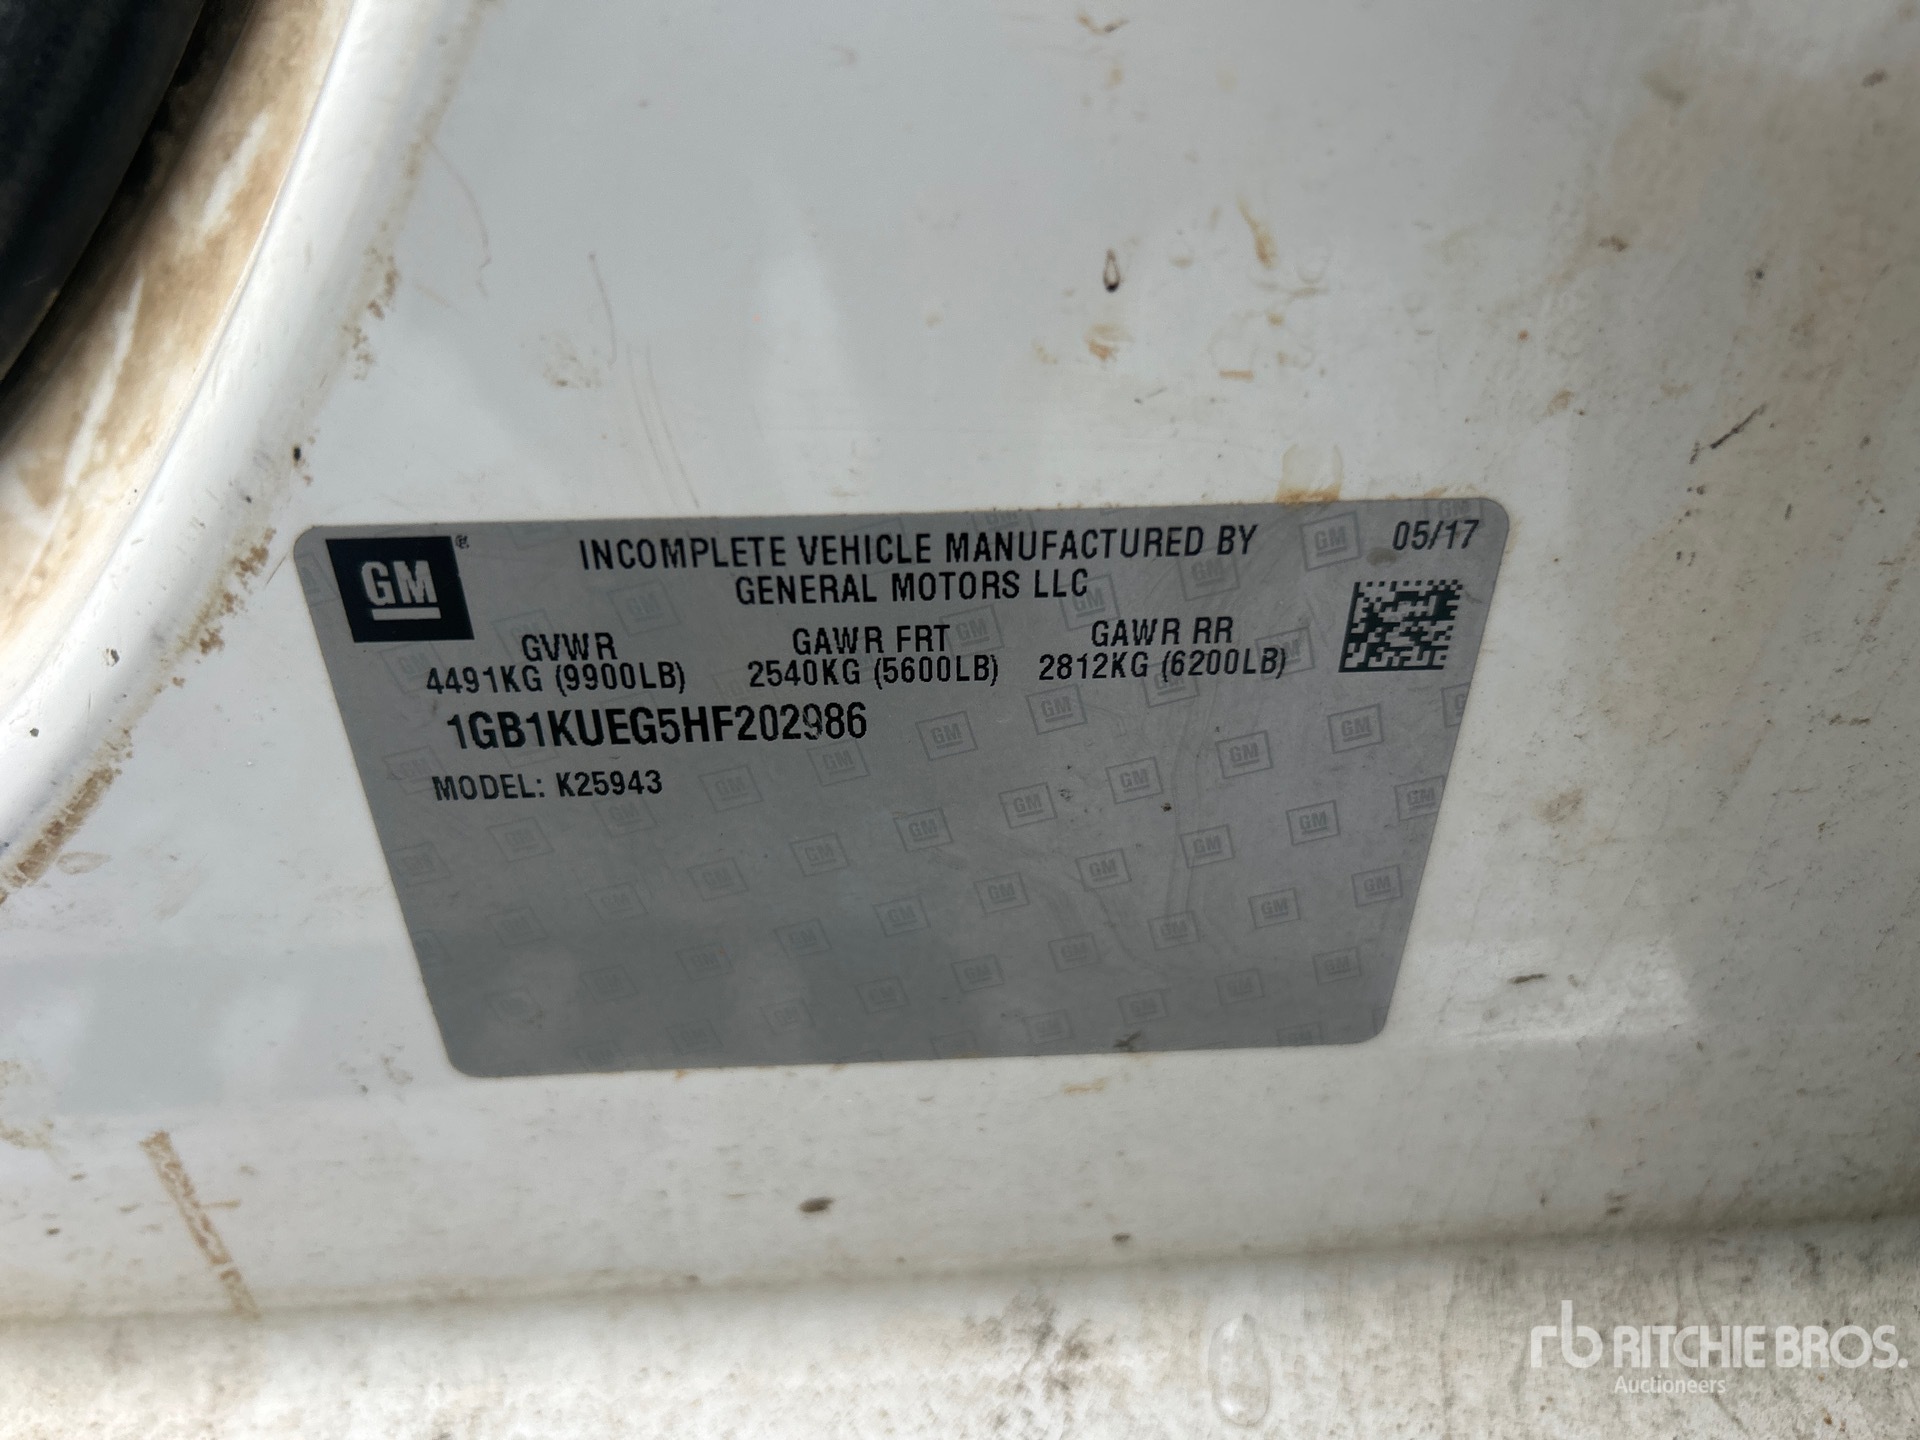 GM®
INCOMPLETE VEHICLE MANUFACTURED BY
GENERAL MOTORS LLC
05/17
GVWR
4491KG (9900LB)
GAWR FRT
2540KG (5600LB)
GAWR RR
2812KG (6200LB)
1GB1KUEG5HF202986
MODEL: K25943
rb RITCHIE BROS.
Auctioneers